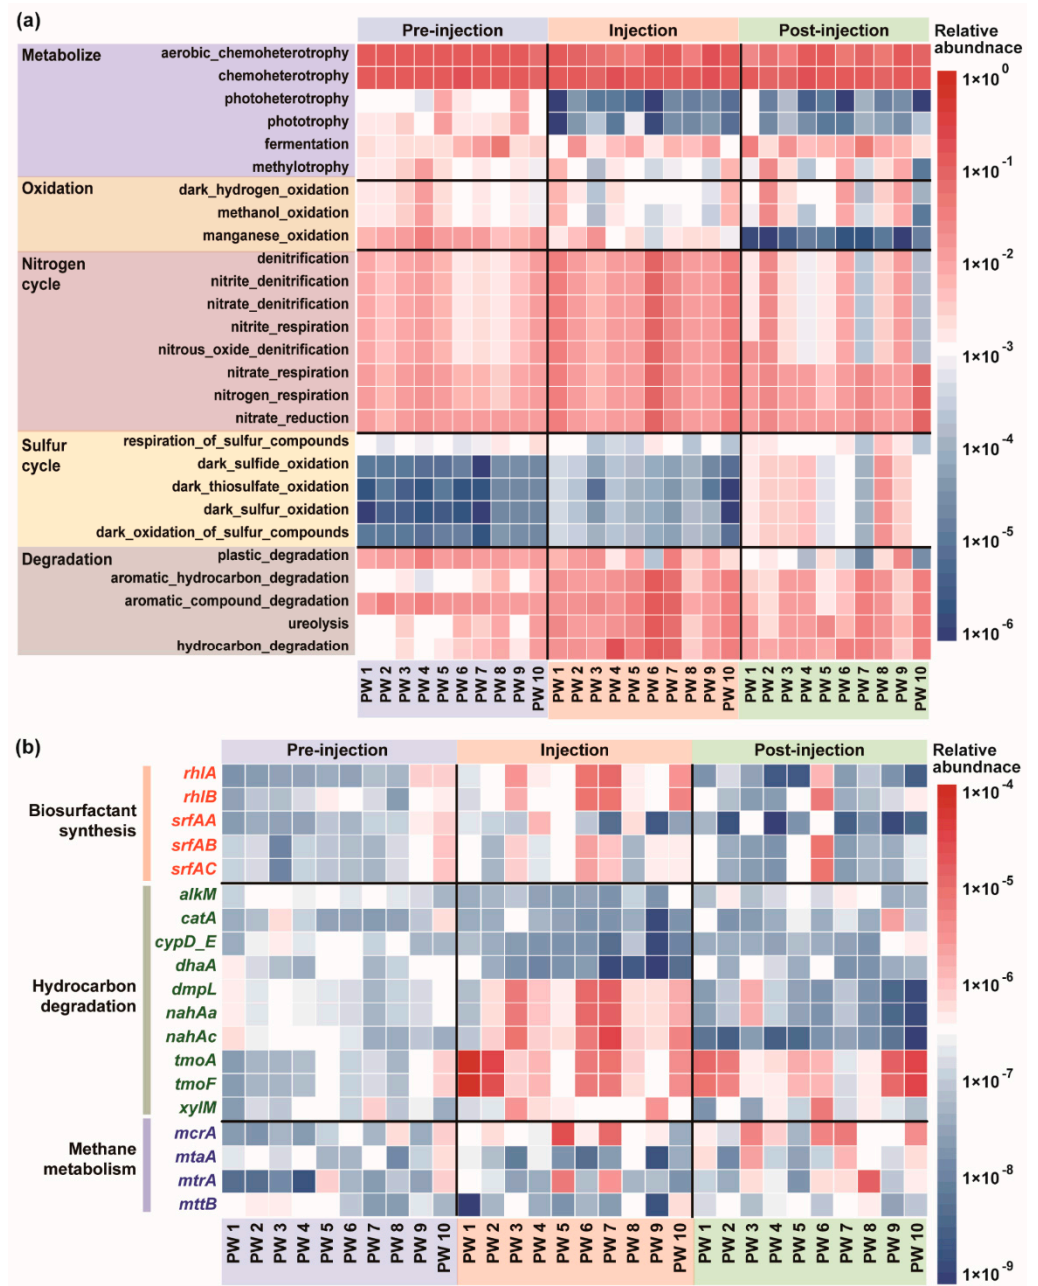 (a)
Pre-injection Injection Post-injection Relative
abundnace
Metabolize aerobic_chemoheterotrophy
chemoheterotrophy
photoheterotrophy
phototrophy
fermentation
methylotrophy
Oxidation dark_hydrogen_oxidation
methanol_oxidation
manganese_oxidation
Nitrogen
cycle
denitrification
nitrite_denitrification
nitrate_denitrification
nitrite_respiration
nitrous_oxide_denitrification
nitrate_respiration
nitrogen_respiration
nitrate_reduction
Sulfur
cycle
respiration_of_sulfur_compounds
dark_sulfide_oxidation
dark_thiosulfate_oxidation
dark_sulfur_oxidation
dark_oxidation_of_sulfur_compounds
Degradation plastic_degradation
aromatic_hydrocarbon_degradation
aromatic_compound_degradation
ureolysis
hydrocarbon_degradation
1×10⁰
1×10⁻¹
1×10⁻²
1×10⁻³
1×10⁻⁴
1×10⁻⁵
1×10⁻⁶
PW 1 PW 2 PW 3 PW 4 PW 5 PW 6 PW 7 PW 8 PW 9 PW 10 PW 1 PW 2 PW 3 PW 4 PW 5 PW 6 PW 7 PW 8 PW 9 PW 10 PW 1 PW 2 PW 3 PW 4 PW 5 PW 6 PW 7 PW 8 PW 9 PW 10
(b)
Pre-injection Injection Post-injection Relative
abundnace
Biosurfactant
synthesis
rhlA
rhlB
srfAA
srfAB
srfAC
Hydrocarbon
degradation
alkM
catA
cypD_E
dhaA
dmpL
nahAa
nahAc
tmoA
tmoF
xylM
Methane
metabolism
mcrA
mtaA
mtrA
mttB
1×10⁻⁴
1×10⁻⁵
1×10⁻⁶
1×10⁻⁷
1×10⁻⁸
1×10⁻⁹
PW 1 PW 2 PW 3 PW 4 PW 5 PW 6 PW 7 PW 8 PW 9 PW 10 PW 1 PW 2 PW 3 PW 4 PW 5 PW 6 PW 7 PW 8 PW 9 PW 10 PW 1 PW 2 PW 3 PW 4 PW 5 PW 6 PW 7 PW 8 PW 9 PW 10